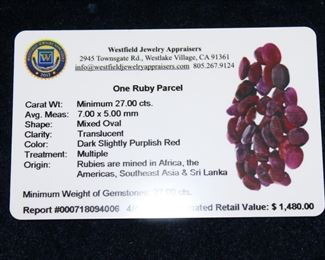 Westfield Jewelry Appraisers
2945 Townsgate Rd., Westlake Village, CA 91361
info@westfieldjewelryappraisers.com 805.267.9124
One Ruby Parcel
Carat Wt: Minimum 27.00 cts.
Avg. Meas: 7.00 x 5.00 mm
Shape: Mixed Oval
Clarity: Translucent
Color: Dark Slightly Purplish Red
Treatment: Multiple
Origin: Rubies are mined in Africa, the
Americas, Southeast Asia & Sri Lanka
Minimum Weight of Gemstones: 27.00 cts.
Report #000718094006 Retail Value: $ 1,480.00